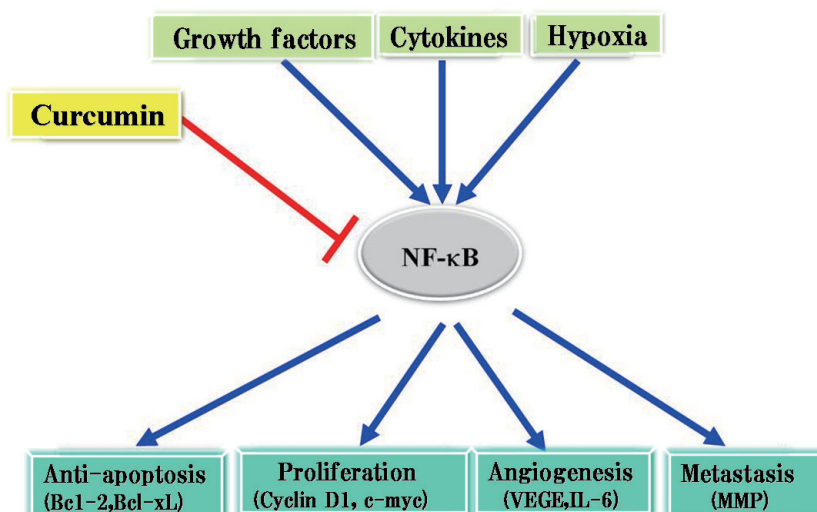 Growth factors
Cytokines
Hypoxia
Curcumin
NF-κB
Anti-apoptosis
(Bc1-2,Bcl-xL)
Proliferation
(Cyclin D1, c-myc)
Angiogenesis
(VEGE,IL-6)
Metastasis
(MMP)